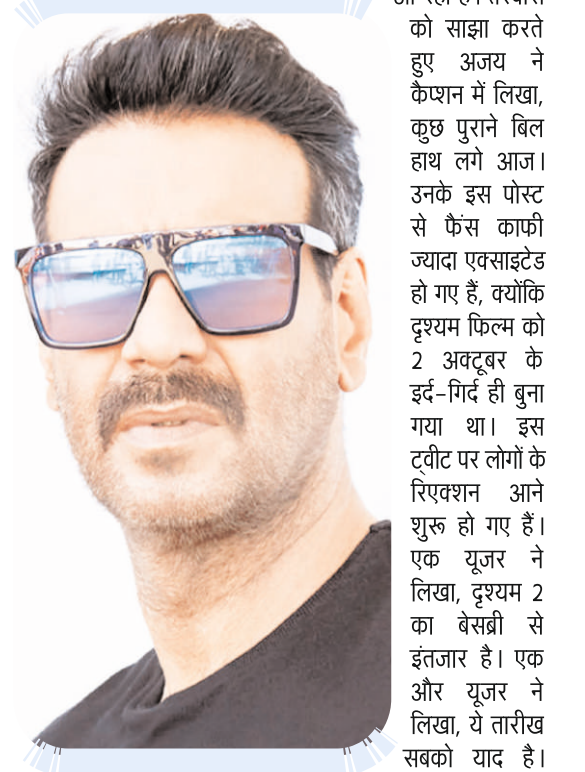 को साझा करते
हुए अजय ने
कैप्शन में लिखा,
कुछ पुराने बिल
हाथ लगे आज।
उनके इस पोस्ट
से फैंस काफी
ज्यादा एक्साइटेड
हो गए हैं, क्योंकि
दृश्यम फिल्म को
2 अक्टूबर के
इर्द-गिर्द ही बुना
गया था। इस
ट्वीट पर लोगों के
रिएक्शन आने
शुरू हो गए हैं।
एक यूजर ने
लिखा, दृश्यम 2
का बेसब्री से
इंतजार है। एक
और यूजर ने
लिखा, ये तारीख
सबको याद है।